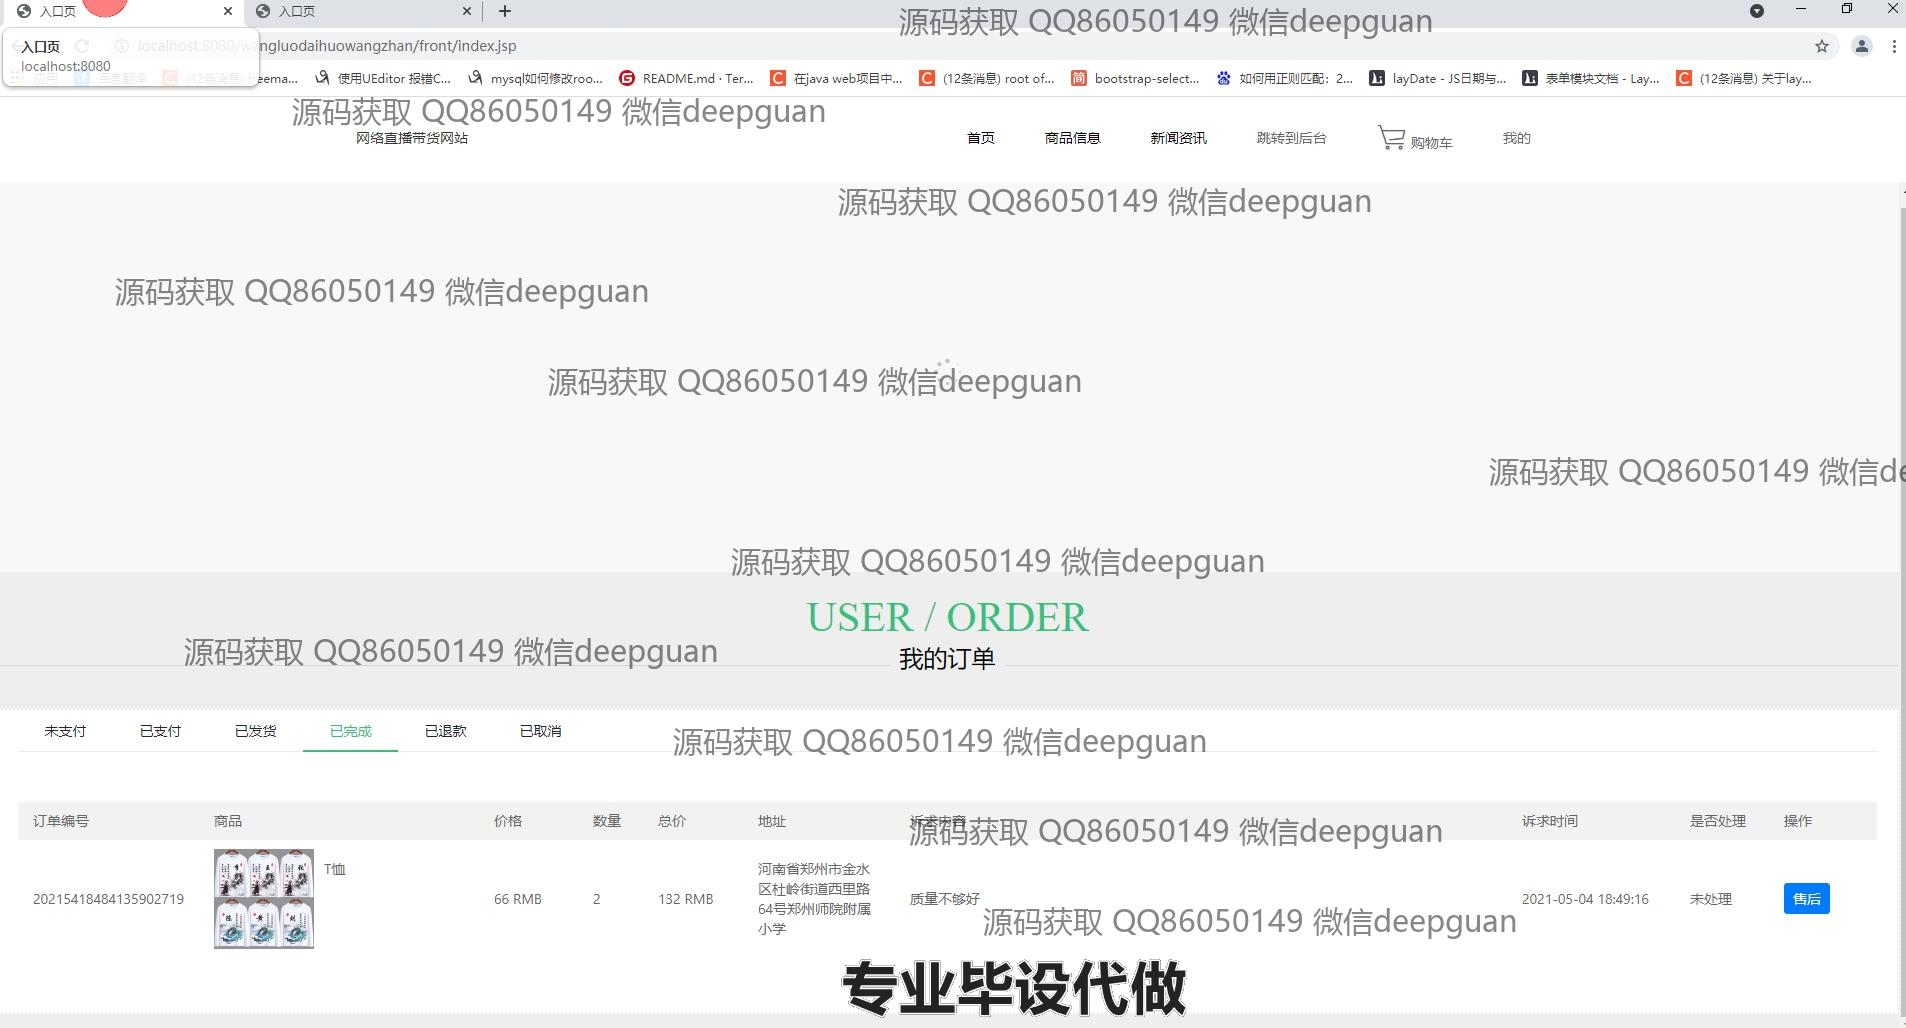 入口页
入口页
源码获取 QQ86050149 微信deepguan
入口页
localhost:8080/wangluodaihuowangzhan/front/index.jsp
localhost:8080
应用
百度翻译
(12条消息) freema...
使用UEditor 报错C...
mysql如何修改roo...
README.md · Ter...
在java web项目中...
(12条消息) root of...
bootstrap-select...
如何用正则匹配：2...
layDate - JS日期与...
表单模块文档 - Lay...
(12条消息) 关于lay...
源码获取 QQ86050149 微信deepguan
网络直播带货网站
首页
商品信息
新闻资讯
跳转到后台
购物车
我的
源码获取 QQ86050149 微信deepguan
源码获取 QQ86050149 微信deepguan
源码获取 QQ86050149 微信deepguan
源码获取 QQ86050149 微信de
源码获取 QQ86050149 微信deepguan
USER / ORDER
源码获取 QQ86050149 微信deepguan
我的订单
未支付
已支付
已发货
已完成
已退款
已取消
源码获取 QQ86050149 微信deepguan
订单编号
商品
价格
数量
总价
地址
诉求内容
源码获取 QQ86050149 微信deepguan
诉求时间
是否处理
操作
20215418484135902719
T恤
66 RMB
2
132 RMB
河南省郑州市金水
区杜岭街道西里路
64号郑州师院附属
小学
质量不够好
2021-05-04 18:49:16
未处理
售后
源码获取 QQ86050149 微信deepguan
专业毕设代做